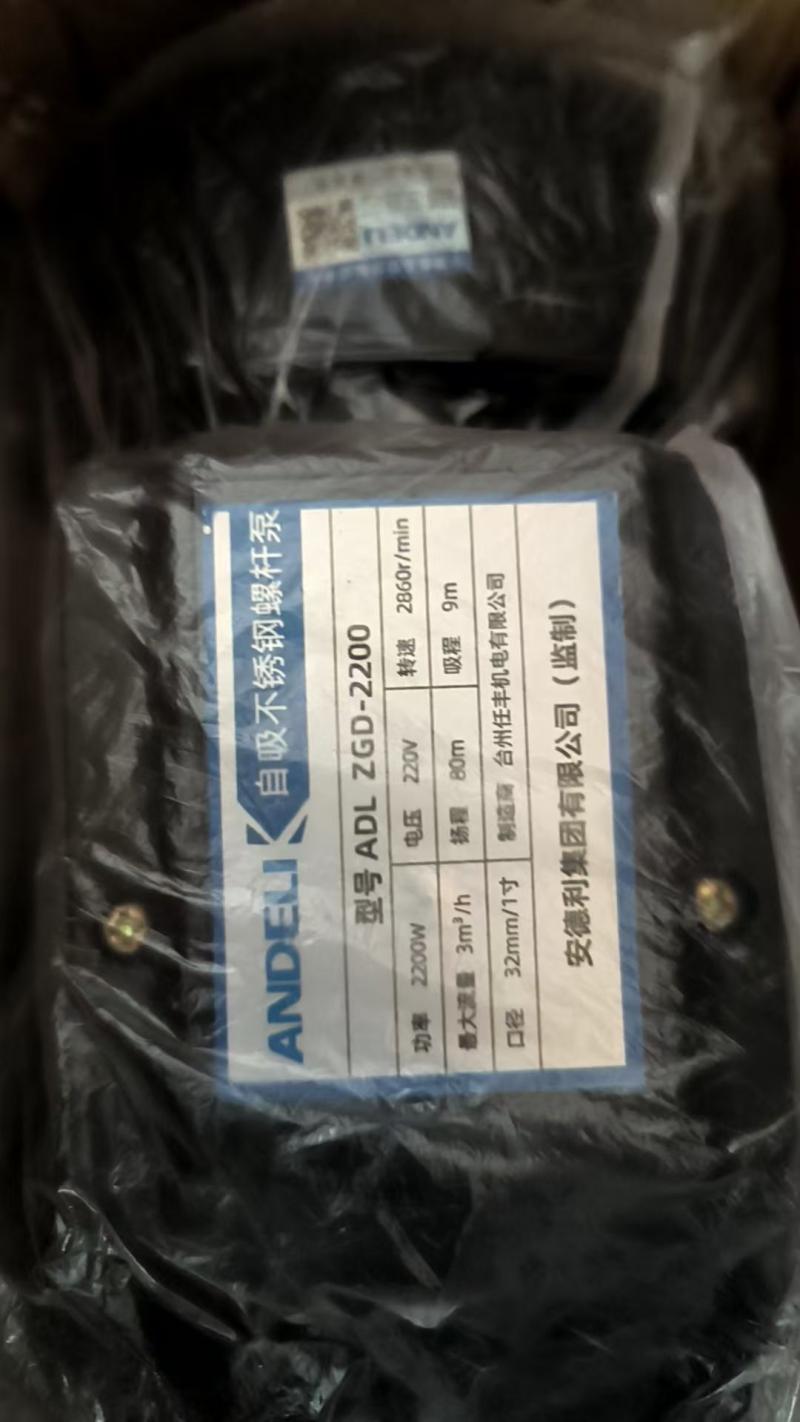 ANDELI 自吸不锈钢螺杆泵
型号 ADL ZGD-2200
功率 2200W 电压 220V 转速 2860r/min
最大流量 3m³/h 扬程 80m 吸程 9m
口径 32mm/1寸 制造商 台州任丰机电有限公司
安德利集团有限公司（监制）
ANDELI